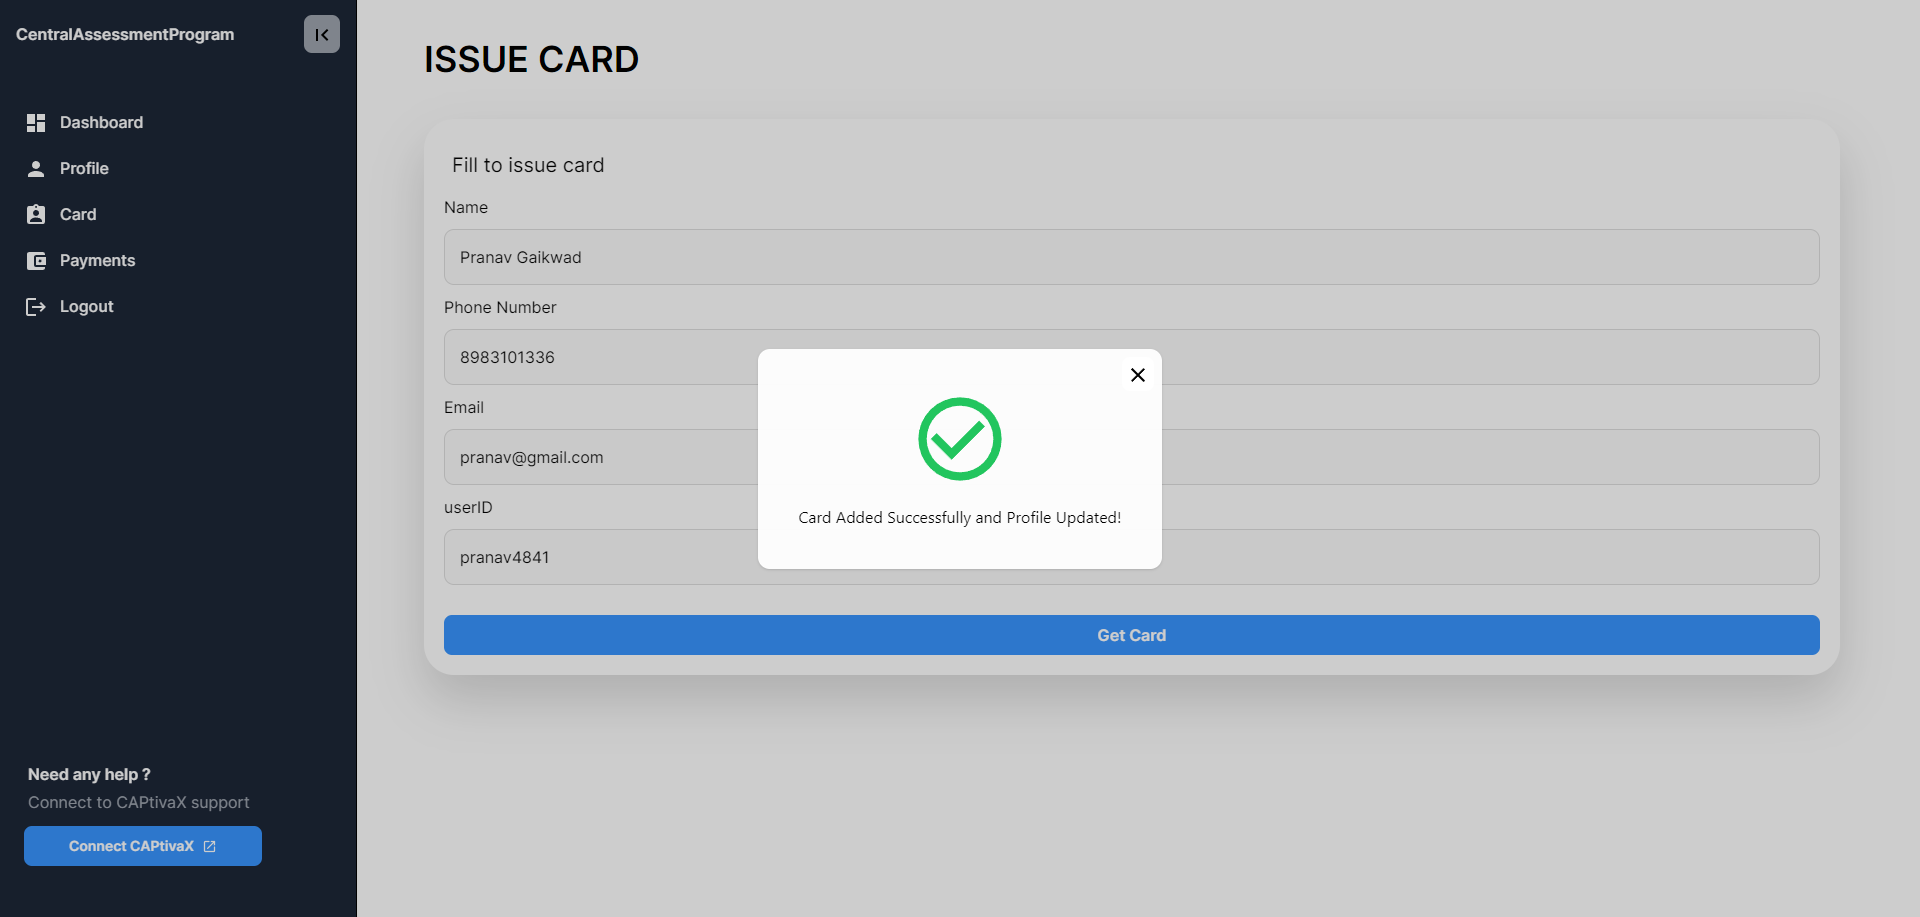 CentralAssessmentProgram
Dashboard
Profile
Card
Payments
Logout
Need any help ?
Connect to CAPtivaX support
Connect CAPtivaX
ISSUE CARD
Fill to issue card
Name
Pranav Gaikwad
Phone Number
8983101336
Email
pranav@gmail.com
userID
pranav4841
Get Card
Card Added Successfully and Profile Updated!